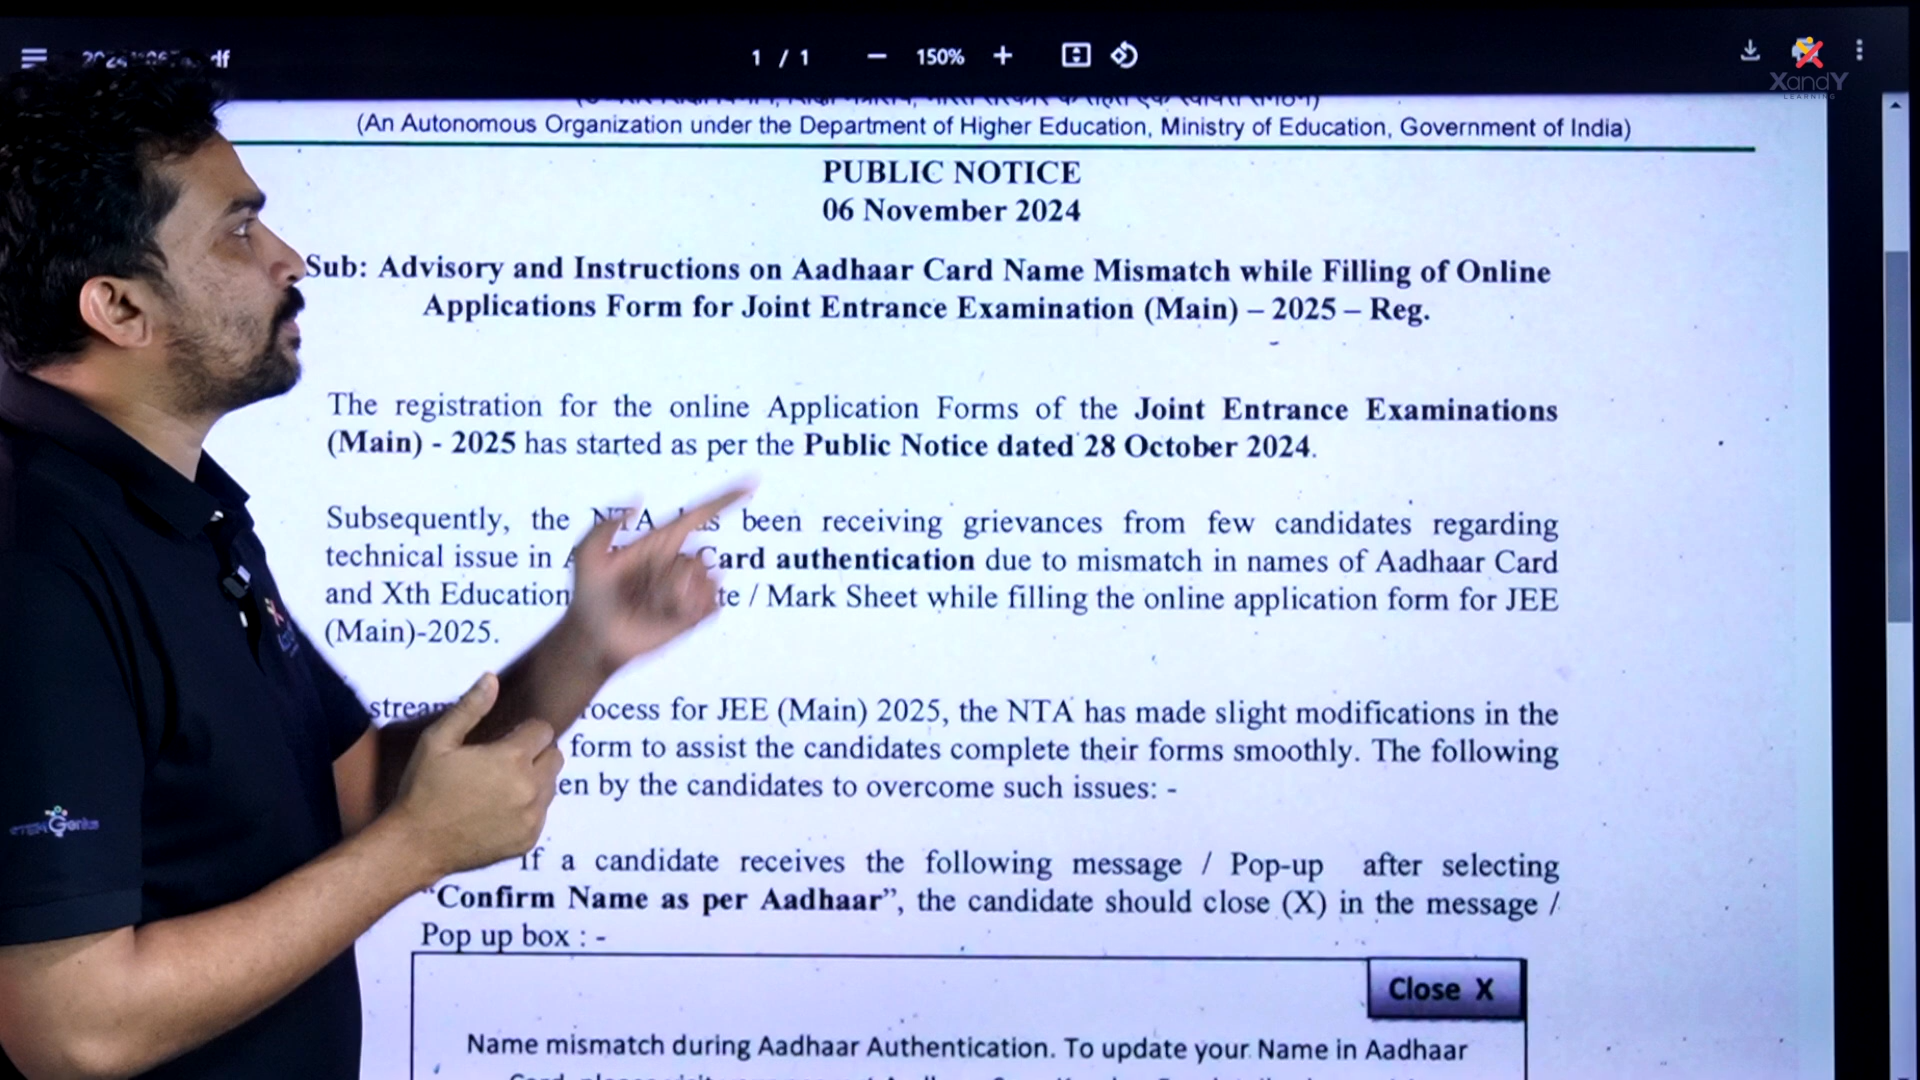 1 / 1
150%
XandY
LEARNING
(An Autonomous Organization under the Department of Higher Education, Ministry of Education, Government of India)
PUBLIC NOTICE
06 November 2024
Sub: Advisory and Instructions on Aadhaar Card Name Mismatch while Filling of Online
Applications Form for Joint Entrance Examination (Main) – 2025 – Reg.
The registration for the online Application Forms of the Joint Entrance Examinations
(Main) - 2025 has started as per the Public Notice dated 28 October 2024.
Subsequently, the NTA been receiving grievances from few candidates regarding
technical issue in Card authentication due to mismatch in names of Aadhaar Card
and Xth Education / Mark Sheet while filling the online application form for JEE
(Main)-2025.
for JEE (Main) 2025, the NTA has made slight modifications in the
form to assist the candidates complete their forms smoothly. The following
by the candidates to overcome such issues: -
If a candidate receives the following message / Pop-up after selecting
"Confirm Name as per Aadhaar", the candidate should close (X) in the message /
Pop up box : -
Close X
Name mismatch during Aadhaar Authentication. To update your Name in Aadhaar